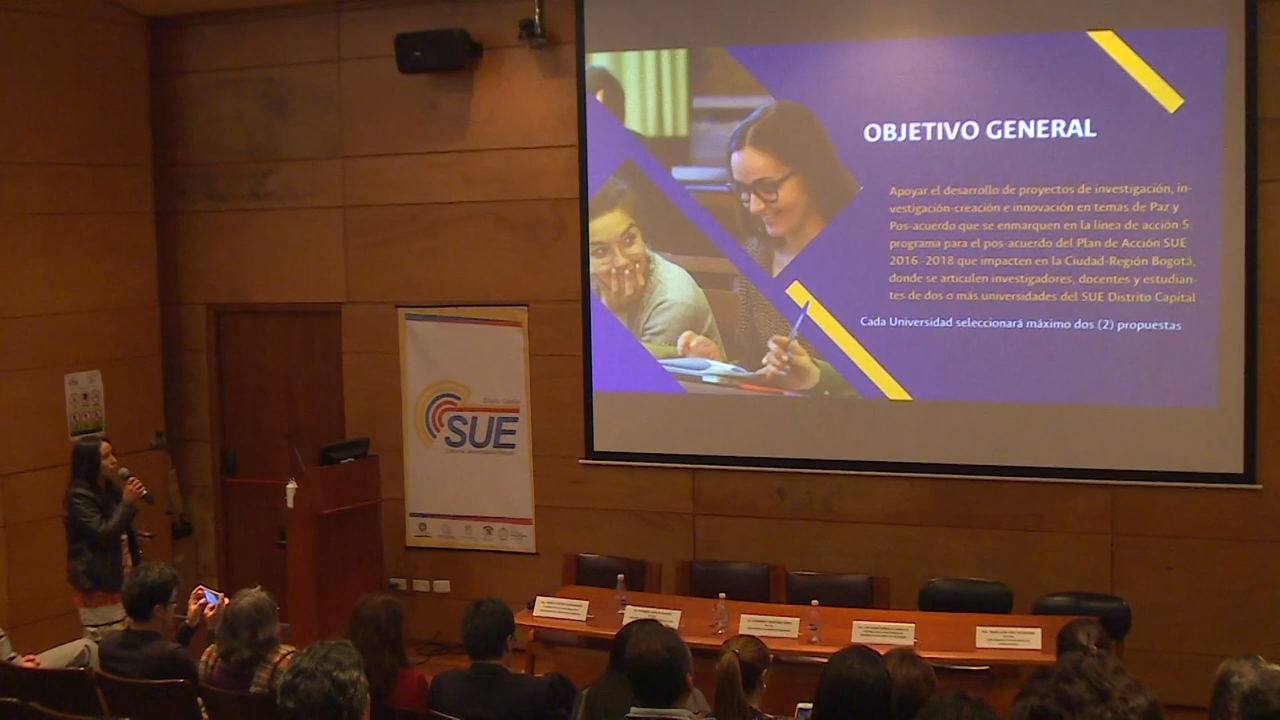 OBJETIVO GENERAL
Apoyar el desarrollo de proyectos de investigación, in-
vestigación-creación e innovación en temas de Paz y
Pos-acuerdo que se enmarquen en la línea de acción 5:
programa para el pos-acuerdo del Plan de Acción SUE
2016 -2018 que impacten en la Ciudad-Región Bogotá,
donde se articulen investigadores, docentes y estudian-
tes de dos o más universidades del SUE Distrito Capital
Cada Universidad seleccionará máximo dos (2) propuestas
Distrito Capital
SUE